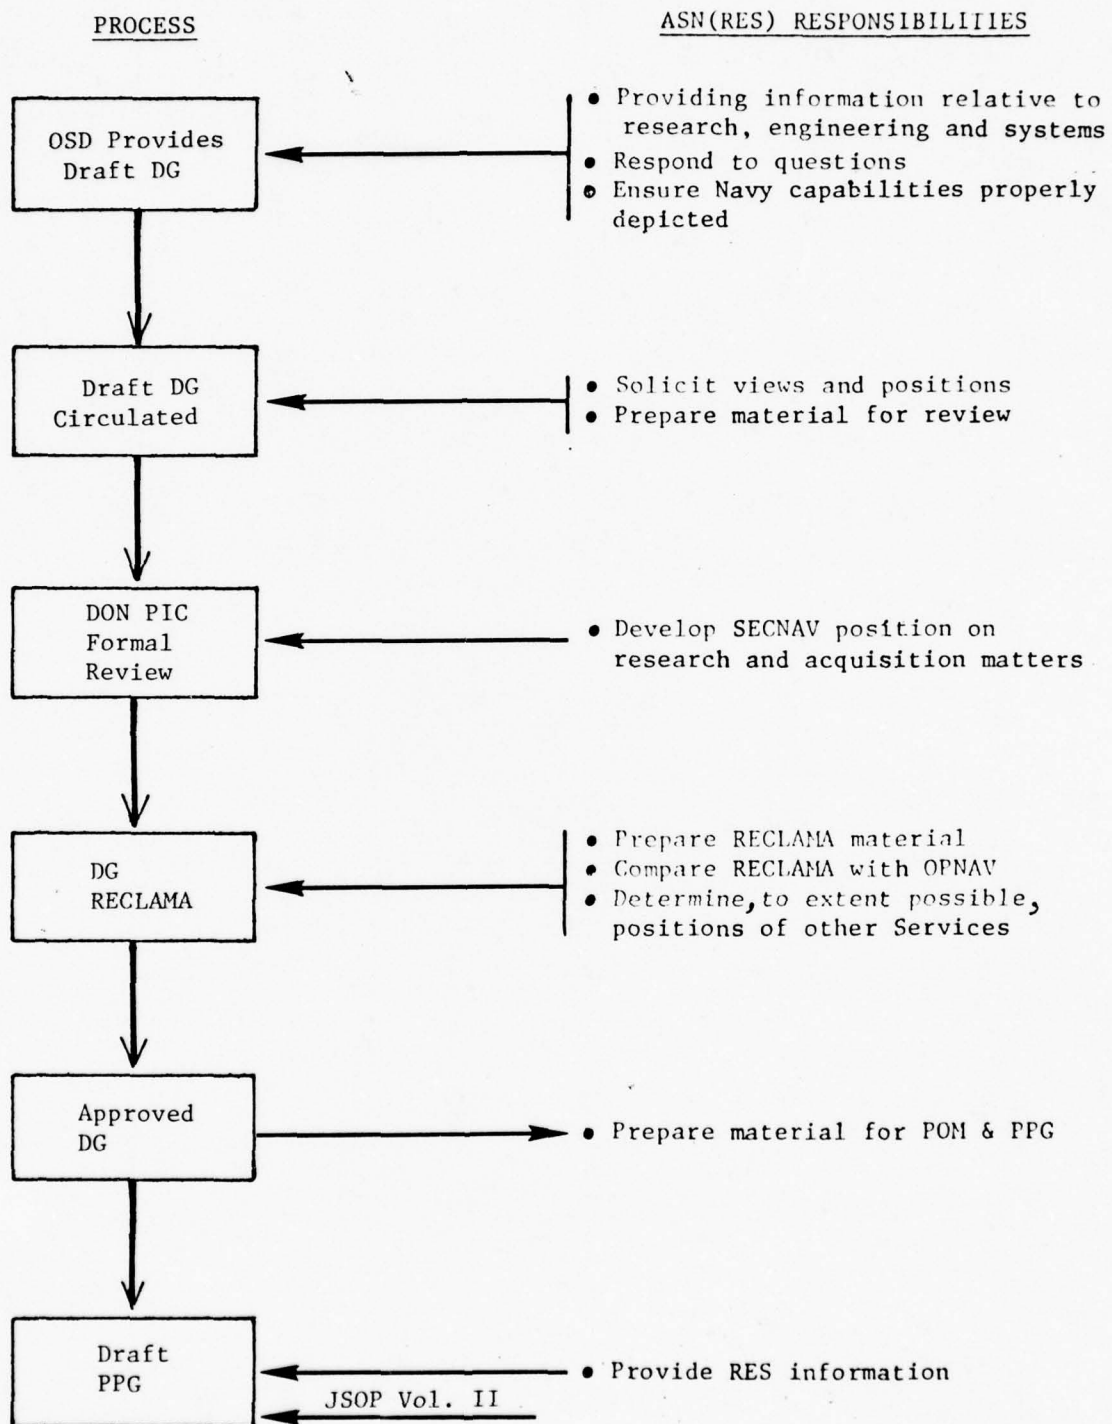 PROCESS
ASN(RES) RESPONSIBILITIES
OSD Provides
Draft DG
• Providing information relative to
research, engineering and systems
• Respond to questions
• Ensure Navy capabilities properly
depicted
Draft DG
Circulated
• Solicit views and positions
• Prepare material for review
DON PIC
Formal
Review
• Develop SECNAV position on
research and acquisition matters
DG
RECLAMA
• Prepare RECLAMA material
• Compare RECLAMA with OPNAV
• Determine, to extent possible,
positions of other Services
Approved
DG
• Prepare material for POM & PPG
Draft
PPG
• Provide RES information
JSOP Vol. II